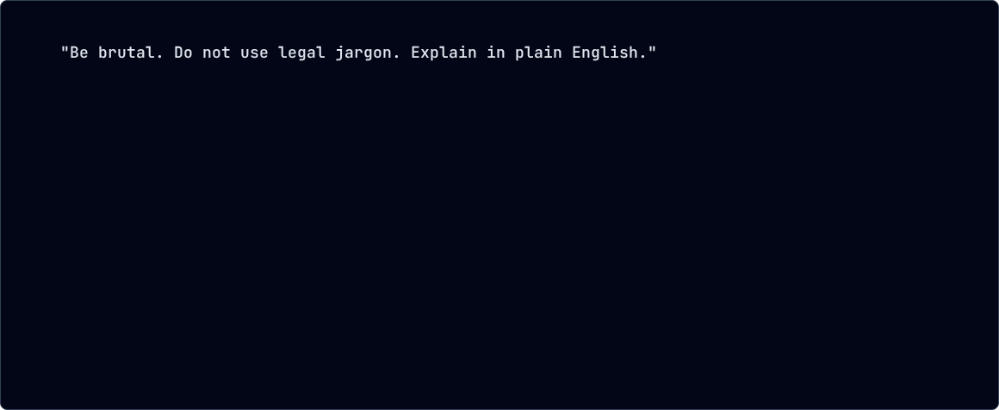 "Be brutal. Do not use legal jargon. Explain in plain English."